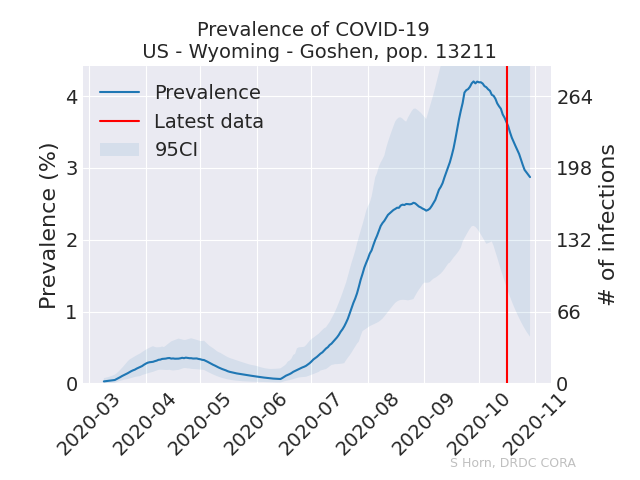 Prevalence of COVID-19
US - Wyoming - Goshen, pop. 13211
Prevalence
Latest data
95CI
Prevalence (%)
4
3
2
1
0
264
198
132
66
0
# of infections
2020-03
2020-04
2020-05
2020-06
2020-07
2020-08
2020-09
2020-10
2020-11
S Horn, DRDC CORA